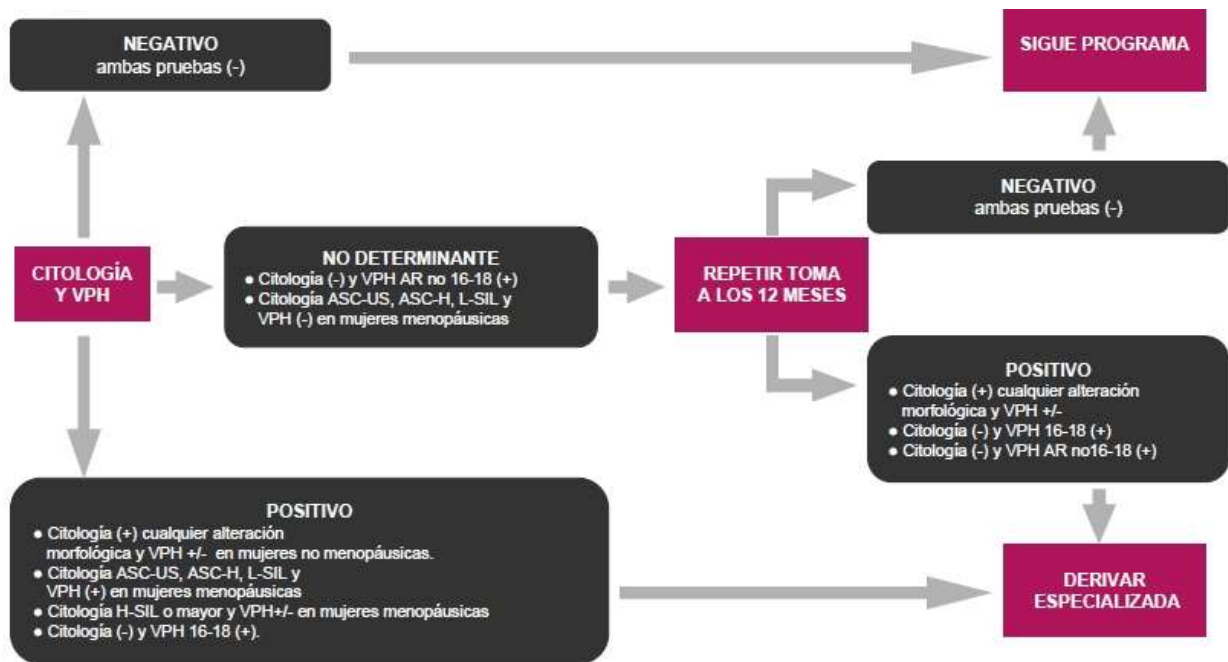 NEGATIVO
ambas pruebas (-)
SIGUE PROGRAMA
NEGATIVO
ambas pruebas (-)
CITOLOGÍA
Y VPH
NO DETERMINANTE
● Citología (-) y VPH AR no 16-18 (+)
● Citología ASC-US, ASC-H, L-SIL y
VPH (-) en mujeres menopáusicas
REPETIR TOMA
A LOS 12 MESES
POSITIVO
● Citología (+) cualquier alteración
morfológica y VPH +/-
● Citología (-) y VPH 16-18 (+)
● Citología (-) y VPH AR no16-18 (+)
POSITIVO
● Citología (+) cualquier alteración
morfológica y VPH +/- en mujeres no menopáusicas.
● Citología ASC-US, ASC-H, L-SIL y
VPH (+) en mujeres menopáusicas
● Citología H-SIL o mayor y VPH+/- en mujeres menopáusicas
● Citología (-) y VPH 16-18 (+).
DERIVAR
ESPECIALIZADA